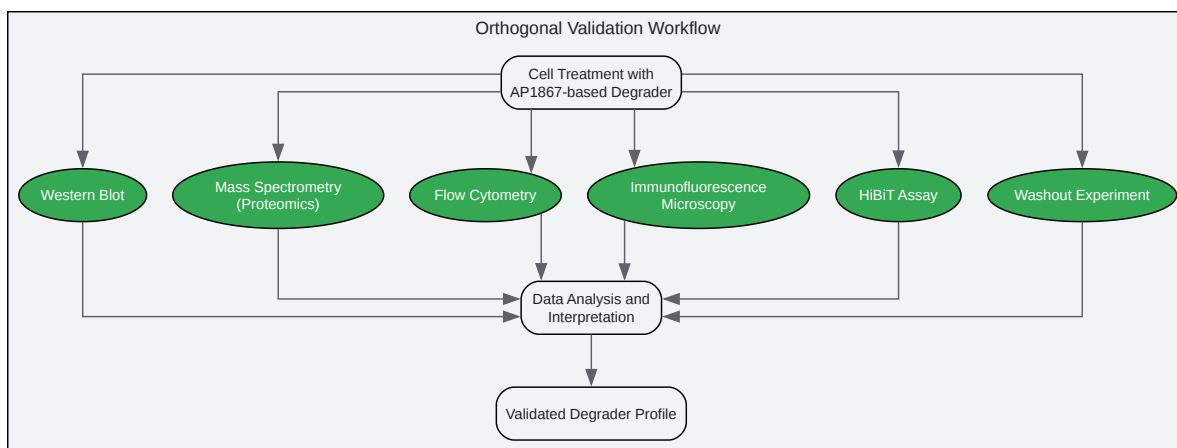 Orthogonal Validation Workflow
Cell Treatment with
AP1867-based Degrader
Western Blot
Mass Spectrometry
(Proteomics)
Flow Cytometry
Immunofluorescence
Microscopy
HiBiT Assay
Washout Experiment
Data Analysis and
Interpretation
Validated Degrader Profile